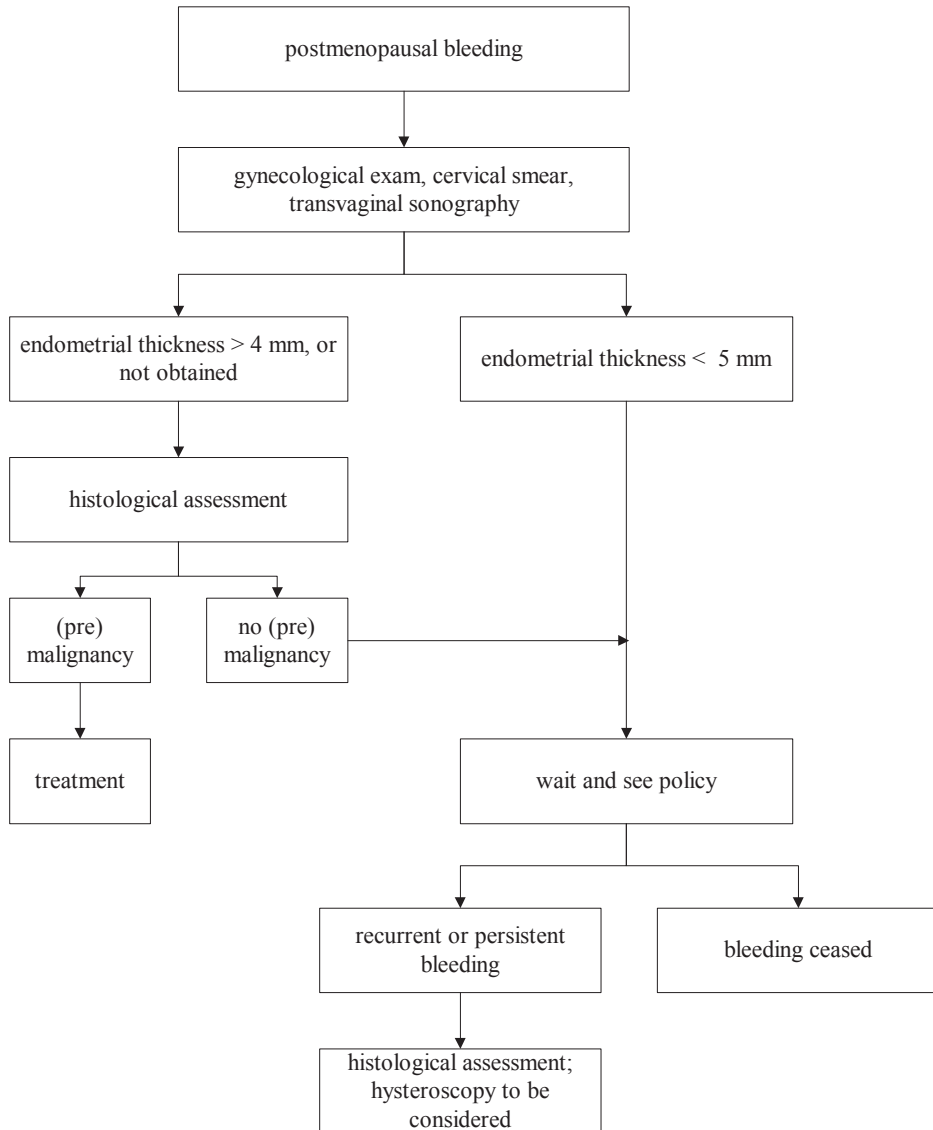 postmenopausal bleeding
gynecological exam, cervical smear,
transvaginal sonography
endometrial thickness > 4 mm, or
not obtained
endometrial thickness < 5 mm
histological assessment
(pre)
malignancy
no (pre)
malignancy
treatment
wait and see policy
recurrent or persistent
bleeding
bleeding ceased
histological assessment;
hysteroscopy to be
considered